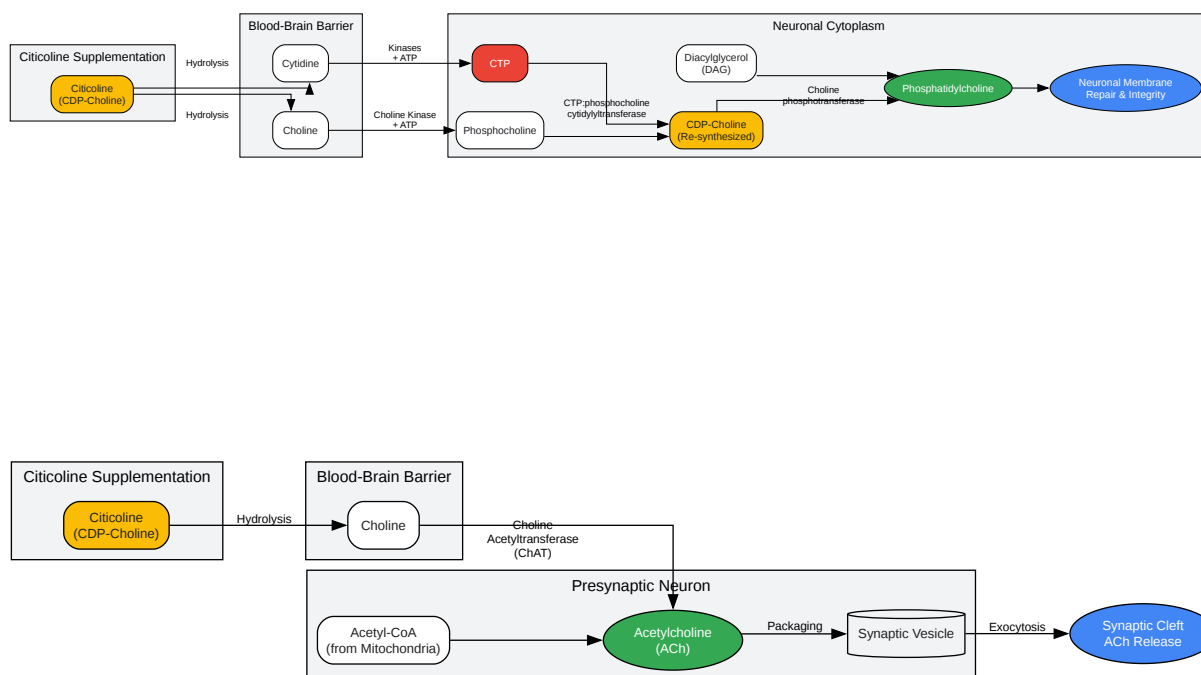 Citicoline Supplementation
Citicoline
(CDP-Choline)
Hydrolysis
Hydrolysis
Blood-Brain Barrier
Cytidine
Choline
Kinases
+ ATP
Choline Kinase
+ ATP
Neuronal Cytoplasm
CTP
Phosphocholine
CTP:phosphocholine
cytidylyltransferase
Diacylglycerol
(DAG)
CDP-Choline
(Re-synthesized)
Choline
phosphotransferase
Phosphatidylcholine
Neuronal Membrane
Repair & Integrity
Citicoline Supplementation
Citicoline
(CDP-Choline)
Hydrolysis
Blood-Brain Barrier
Choline
Choline
Acetyltransferase
(ChAT)
Presynaptic Neuron
Acetyl-CoA
(from Mitochondria)
Acetylcholine
(ACh)
Packaging
Synaptic Vesicle
Exocytosis
Synaptic Cleft
ACh Release